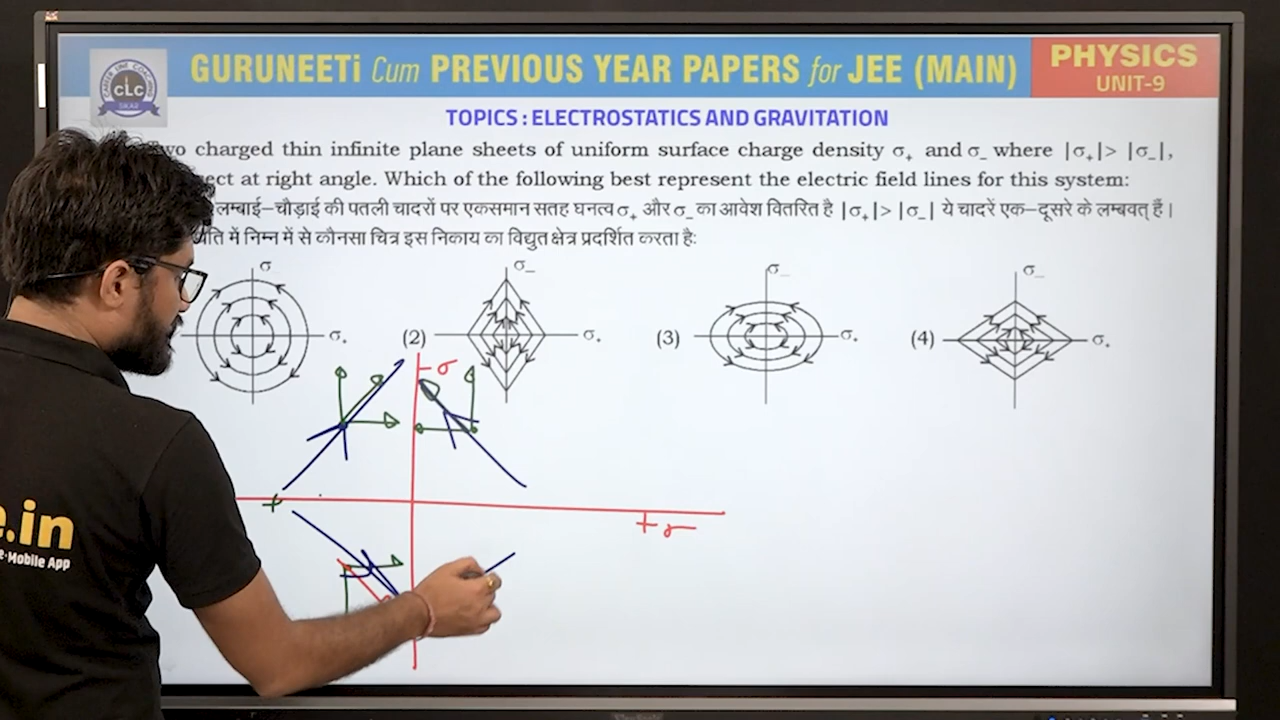 GURUNEETi Cum PREVIOUS YEAR PAPERS for JEE (MAIN)
PHYSICS
UNIT-9
CLC
SIKAR
TOPICS : ELECTROSTATICS AND GRAVITATION
charged thin infinite plane sheets of uniform surface charge density σ₊ and σ₋ where |σ₊|> |σ₋|,
at right angle. Which of the following best represent the electric field lines for this system:
लम्बाई–चौड़ाई की पतली चादरों पर एकसमान सतह घनत्व σ₊ और σ₋ का आवेश वितरित है |σ₊|> |σ₋| ये चादरें एक–दूसरे के लम्बवत् हैं।
में निम्न में से कौनसा चित्र इस निकाय का विद्युत क्षेत्र प्रदर्शित करता है:
σ σ₋ σ₋ σ₋
σ₊ (2) σ₊ (3) σ₊ (4) σ₊
- σ
+
+ σ
e.in
Mobile App